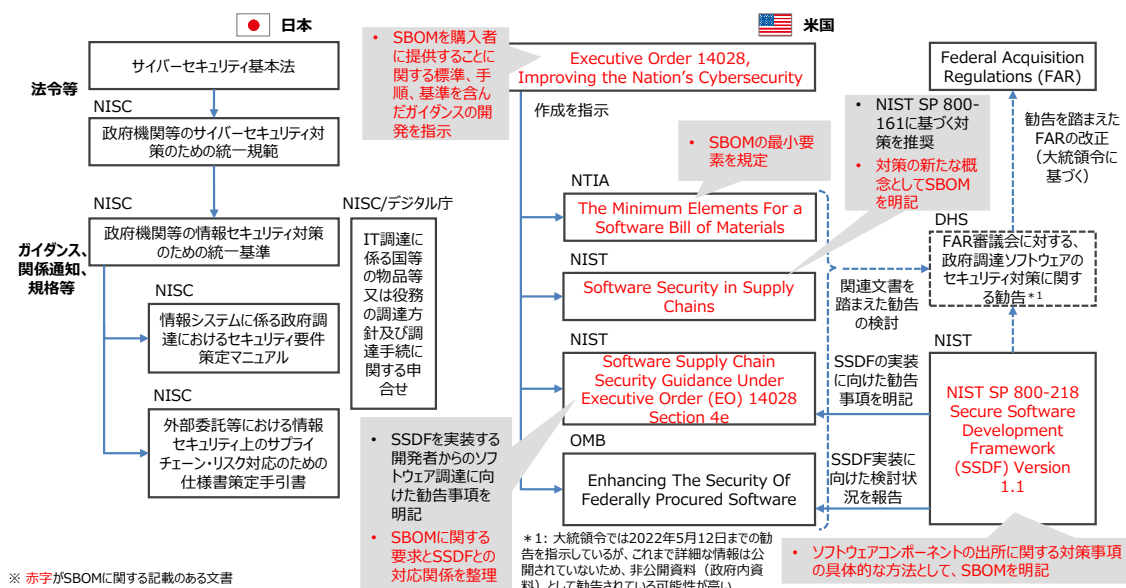 日本
サイバーセキュリティ基本法
法令等
NISC
政府機関等のサイバーセキュリティ対
策のための統一規範
NISC
政府機関等の情報セキュリティ対策
のための統一基準
ガイダンス、
関係通知、
規格等
NISC
情報システムに係る政府調
達におけるセキュリティ要件
策定マニュアル
NISC
外部委託等における情報
セキュリティ上のサプライ
チェーン・リスク対応のための
仕様書策定手引書
NISC/デジタル庁
IT調達に
係る国等
の物品等
又は役務
の調達方
針及び調
達手続に
関する申
合せ
※ 赤字がSBOMに関する記載のある文書
米国
• SBOMを購入者
に提供することに
関する標準、手
順、基準を含ん
だガイダンスの開
発を指示
Executive Order 14028,
Improving the Nation's Cybersecurity
作成を指示
• SBOMの最小要
素を規定
NTIA
The Minimum Elements For a
Software Bill of Materials
NIST
Software Security in Supply
Chains
NIST
Software Supply Chain
Security Guidance Under
Executive Order (EO) 14028
Section 4e
OMB
Enhancing The Security Of
Federally Procured Software
• SSDFを実装する
開発者からのソフ
トウェア調達に向
けた勧告事項を
明記
• SBOMに関する
要求とSSDFとの
対応関係を整理
• NIST SP 800-
161に基づく対
策を推奨
• 対策の新たな概
念としてSBOM
を明記
Federal Acquisition
Regulations (FAR)
勧告を踏まえた
FARの改正
(大統領令に
基づく)
DHS
FAR審議会に対する、
政府調達ソフトウェアの
セキュリティ対策に関す
る勧告*1
関連文書を
踏まえた勧告
の検討
SSDFの実装
に向けた勧告
事項を明記
SSDF実装に
向けた検討状
況を報告
NIST
NIST SP 800-218
Secure Software
Development
Framework
(SSDF) Version
1.1
• ソフトウェアコンポーネントの出所に関する対策事項
の具体的な方法として、SBOMを明記
*1: 大統領令では2022年5月12日までの勧
告を指示しているが、これまで詳細な情報は公
開されていないため、非公開資料(政府内資
料)として勧告されている可能性が高い